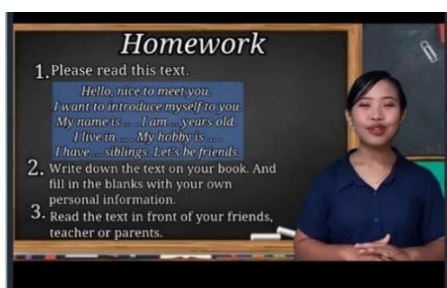 Homework
1. Please read this text.
Hello, nice to meet you.
I want to introduce myself to you.
My name is ... . I am ... years old.
I live in ... . My hobby is ... .
I have ... siblings. Let's be friends.
2. Write down the text on your book. And
fill in the blanks with your own
personal information.
3. Read the text in front of your friends,
teacher or parents.